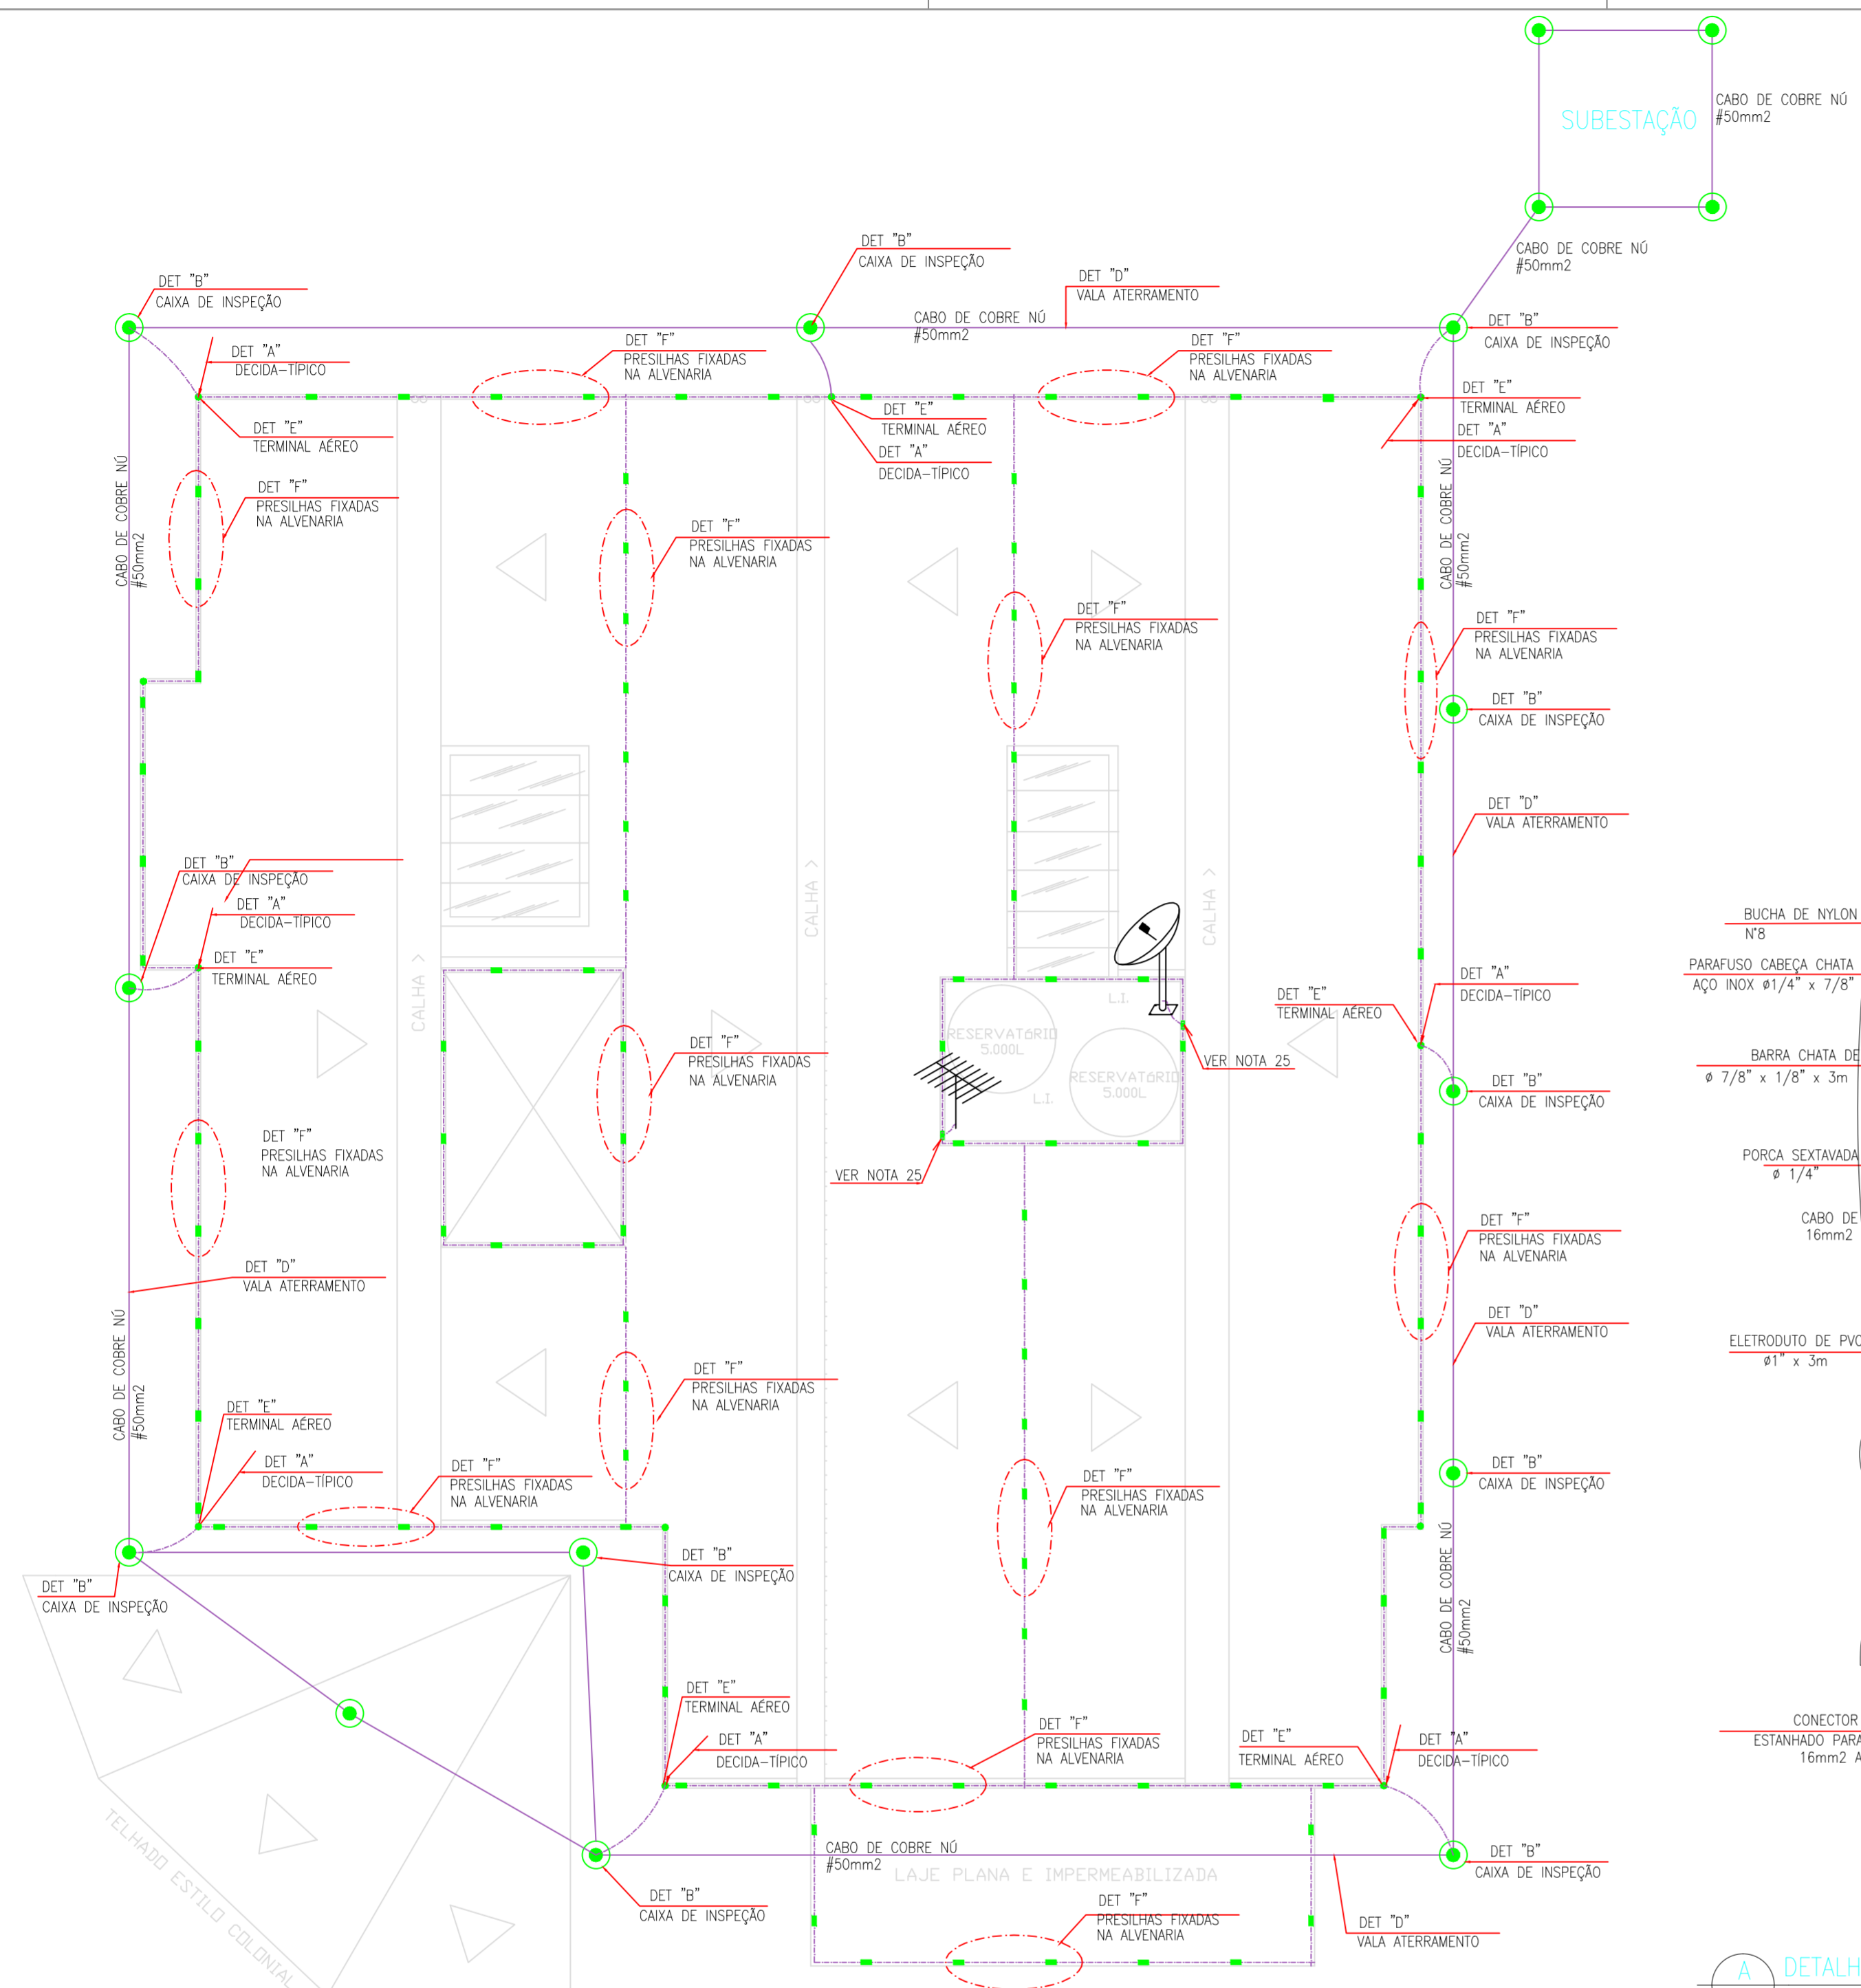 SUBESTAÇÃO
CABO DE COBRE NÚ
#50mm2
CABO DE COBRE NÚ
#50mm2
DET "B"
CAIXA DE INSPEÇÃO
DET "B"
CAIXA DE INSPEÇÃO
DET "D"
VALA ATERRAMENTO
CABO DE COBRE NÚ
#50mm2
DET "B"
CAIXA DE INSPEÇÃO
DET "A"
DECIDA-TÍPICO
DET "F"
PRESILHAS FIXADAS
NA ALVENARIA
DET "F"
PRESILHAS FIXADAS
NA ALVENARIA
DET "E"
TERMINAL AÉREO
DET "A"
DECIDA-TÍPICO
DET "E"
TERMINAL AÉREO
DET "A"
DECIDA-TÍPICO
DET "E"
TERMINAL AÉREO
CABO DE COBRE NÚ
#50mm2
DET "F"
PRESILHAS FIXADAS
NA ALVENARIA
DET "F"
PRESILHAS FIXADAS
NA ALVENARIA
CABO DE COBRE NÚ
#50mm2
DET "F"
PRESILHAS FIXADAS
NA ALVENARIA
DET "F"
PRESILHAS FIXADAS
NA ALVENARIA
DET "B"
CAIXA DE INSPEÇÃO
DET "D"
VALA ATERRAMENTO
DET "B"
CAIXA DE INSPEÇÃO
DET "A"
DECIDA-TÍPICO
DET "E"
TERMINAL AÉREO
CALHA >
CALHA >
CALHA >
BUCHA DE NYLON
N°8
PARAFUSO CABEÇA CHATA
AÇO INOX ø1/4" x 7/8"
DET "A"
DECIDA-TÍPICO
DET "E"
TERMINAL AÉREO
L.I.
RESERVATóRIO
5.000L
RESERVATóRIO
5.000L
L.I.
VER NOTA 25
VER NOTA 25
DET "F"
PRESILHAS FIXADAS
NA ALVENARIA
BARRA CHATA DE
ø 7/8" x 1/8" x 3m
DET "B"
CAIXA DE INSPEÇÃO
DET "F"
PRESILHAS FIXADAS
NA ALVENARIA
PORCA SEXTAVADA
ø 1/4"
CABO DE
16mm2
DET "F"
PRESILHAS FIXADAS
NA ALVENARIA
DET "D"
VALA ATERRAMENTO
DET "D"
VALA ATERRAMENTO
ELETRODUTO DE PVC
ø1" x 3m
CABO DE COBRE NÚ
#50mm2
DET "F"
PRESILHAS FIXADAS
NA ALVENARIA
DET "E"
TERMINAL AÉREO
DET "A"
DECIDA-TÍPICO
DET "F"
PRESILHAS FIXADAS
NA ALVENARIA
DET "F"
PRESILHAS FIXADAS
NA ALVENARIA
DET "B"
CAIXA DE INSPEÇÃO
DET "B"
CAIXA DE INSPEÇÃO
DET "B"
CAIXA DE INSPEÇÃO
CABO DE COBRE NÚ
#50mm2
DET "E"
TERMINAL AÉREO
DET "A"
DECIDA-TÍPICO
DET "F"
PRESILHAS FIXADAS
NA ALVENARIA
DET "E"
TERMINAL AÉREO
DET "A"
DECIDA-TÍPICO
CONECTOR
ESTANHADO PARA
16mm2 A
TELHADO ESTILO COLONIAL
CABO DE COBRE NÚ
#50mm2
LAJE PLANA E IMPERMEABILIZADA
DET "B"
CAIXA DE INSPEÇÃO
DET "B"
CAIXA DE INSPEÇÃO
DET "F"
PRESILHAS FIXADAS
NA ALVENARIA
DET "D"
VALA ATERRAMENTO
A
DETALH